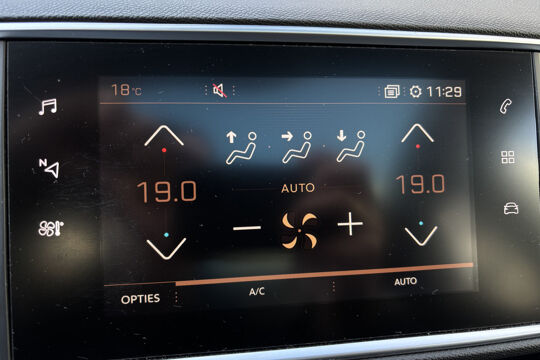 18°C 11:29
N
19.0 AUTO 19.0
OPTIES A/C AUTO